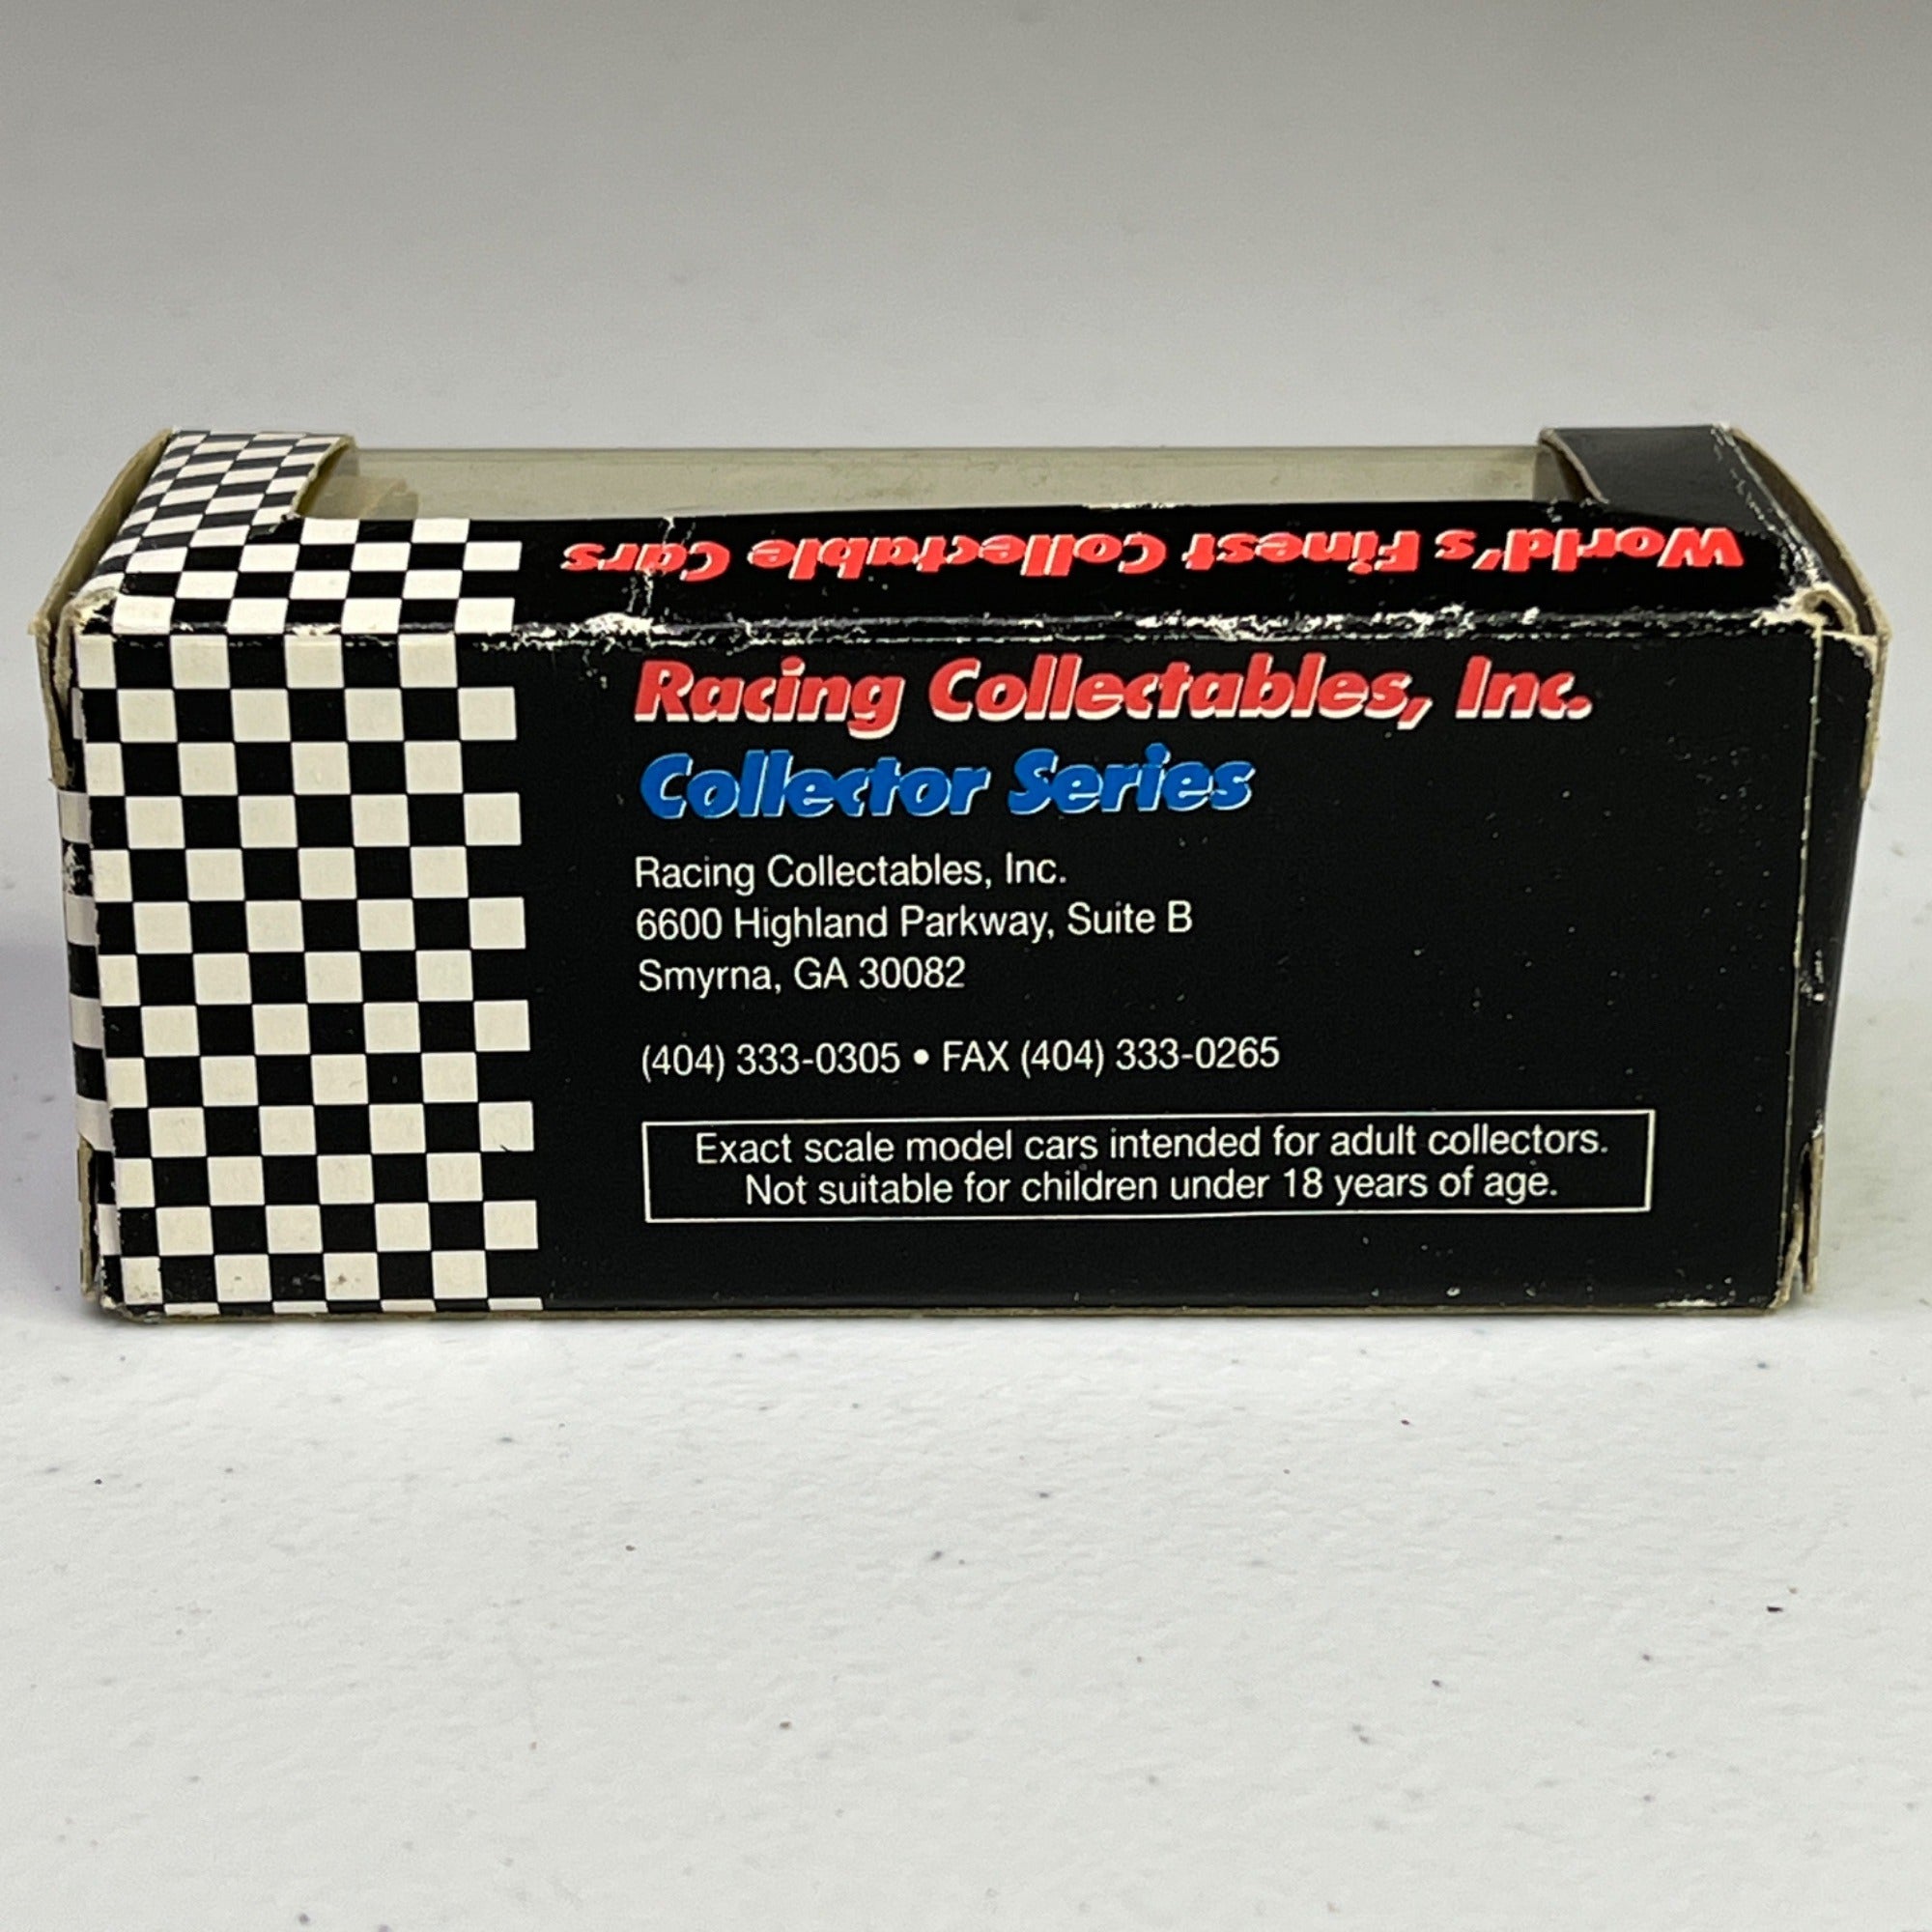 World's Finest Collectable Cars
Racing Collectables, Inc.
Collector Series
Racing Collectables, Inc.
6600 Highland Parkway, Suite B
Smyrna, GA 30082
(404) 333-0305 • FAX (404) 333-0265
Exact scale model cars intended for adult collectors.
Not suitable for children under 18 years of age.